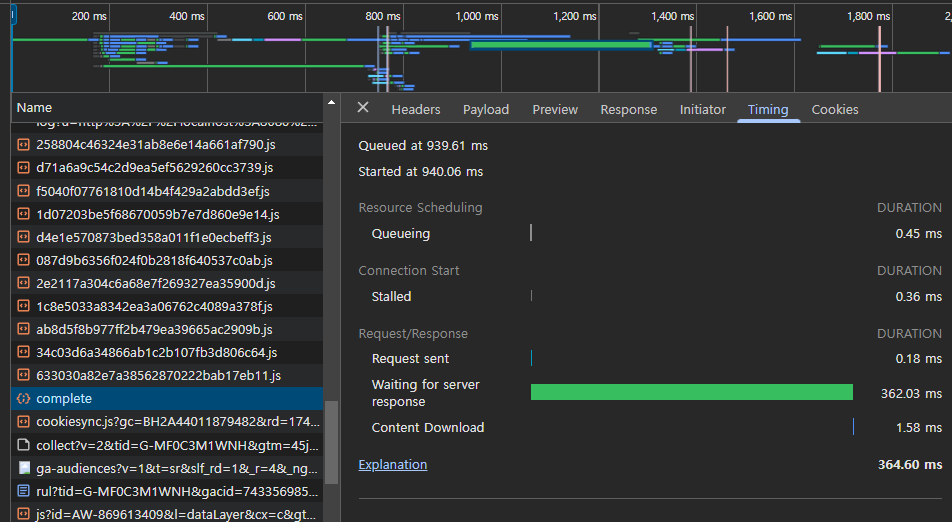 200 ms
400 ms
600 ms
800 ms
1,000 ms
1,200 ms
1,400 ms
1,600 ms
1,800 ms
Name
Headers
Payload
Preview
Response
Initiator
Timing
Cookies
258804c46324e31ab8e6e14a661af790.js
d71a6a9c54c2d9ea5ef5629260cc3739.js
f5040f07761810d14b4f429a2abdd3ef.js
1d07203be5f68670059b7e7d860e9e14.js
d4e1e570873bed358a011f1e0ecbeff3.js
087d9b6356f024f0b2818f640537c0ab.js
2e2117a304c6a68e7f269327ea35900d.js
1c8e5033a8342ea3a06762c4089a378f.js
ab8d5f8b977ff2b479ea39665ac2909b.js
34c03d6a34866ab1c2b107fb3d806c64.js
633030a82e7a38562870222bab17eb11.js
complete
cookiesync.js?gc=BH2A44011879482&rd=174...
collect?v=2&tid=G-MF0C3M1WNH&gtm=45j...
ga-audiences?v=1&t=sr&slf_rd=1&_r=4&_ng...
rul?tid=G-MF0C3M1WNH&gacid=743356985...
js?id=AW-869613409&l=dataLayer&cx=c&gt...
Queued at 939.61 ms
Started at 940.06 ms
Resource Scheduling DURATION
Queueing 0.45 ms
Connection Start DURATION
Stalled 0.36 ms
Request/Response DURATION
Request sent 0.18 ms
Waiting for server
response 362.03 ms
Content Download 1.58 ms
Explanation 364.60 ms